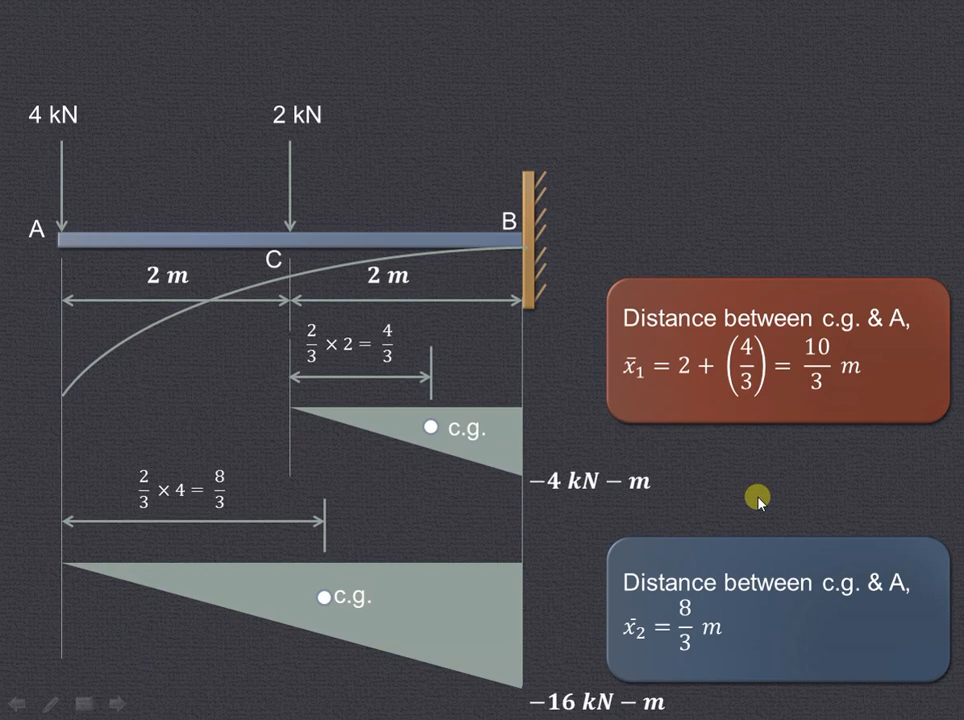 4 kN
2 kN
A
B
C
2 m
2 m
2/3 × 2 = 4/3
c.g.
−4 kN − m
2/3 × 4 = 8/3
c.g.
−16 kN − m
Distance between c.g. & A,
x̄₁ = 2 + (4/3) = 10/3 m
Distance between c.g. & A,
x̄₂ = 8/3 m